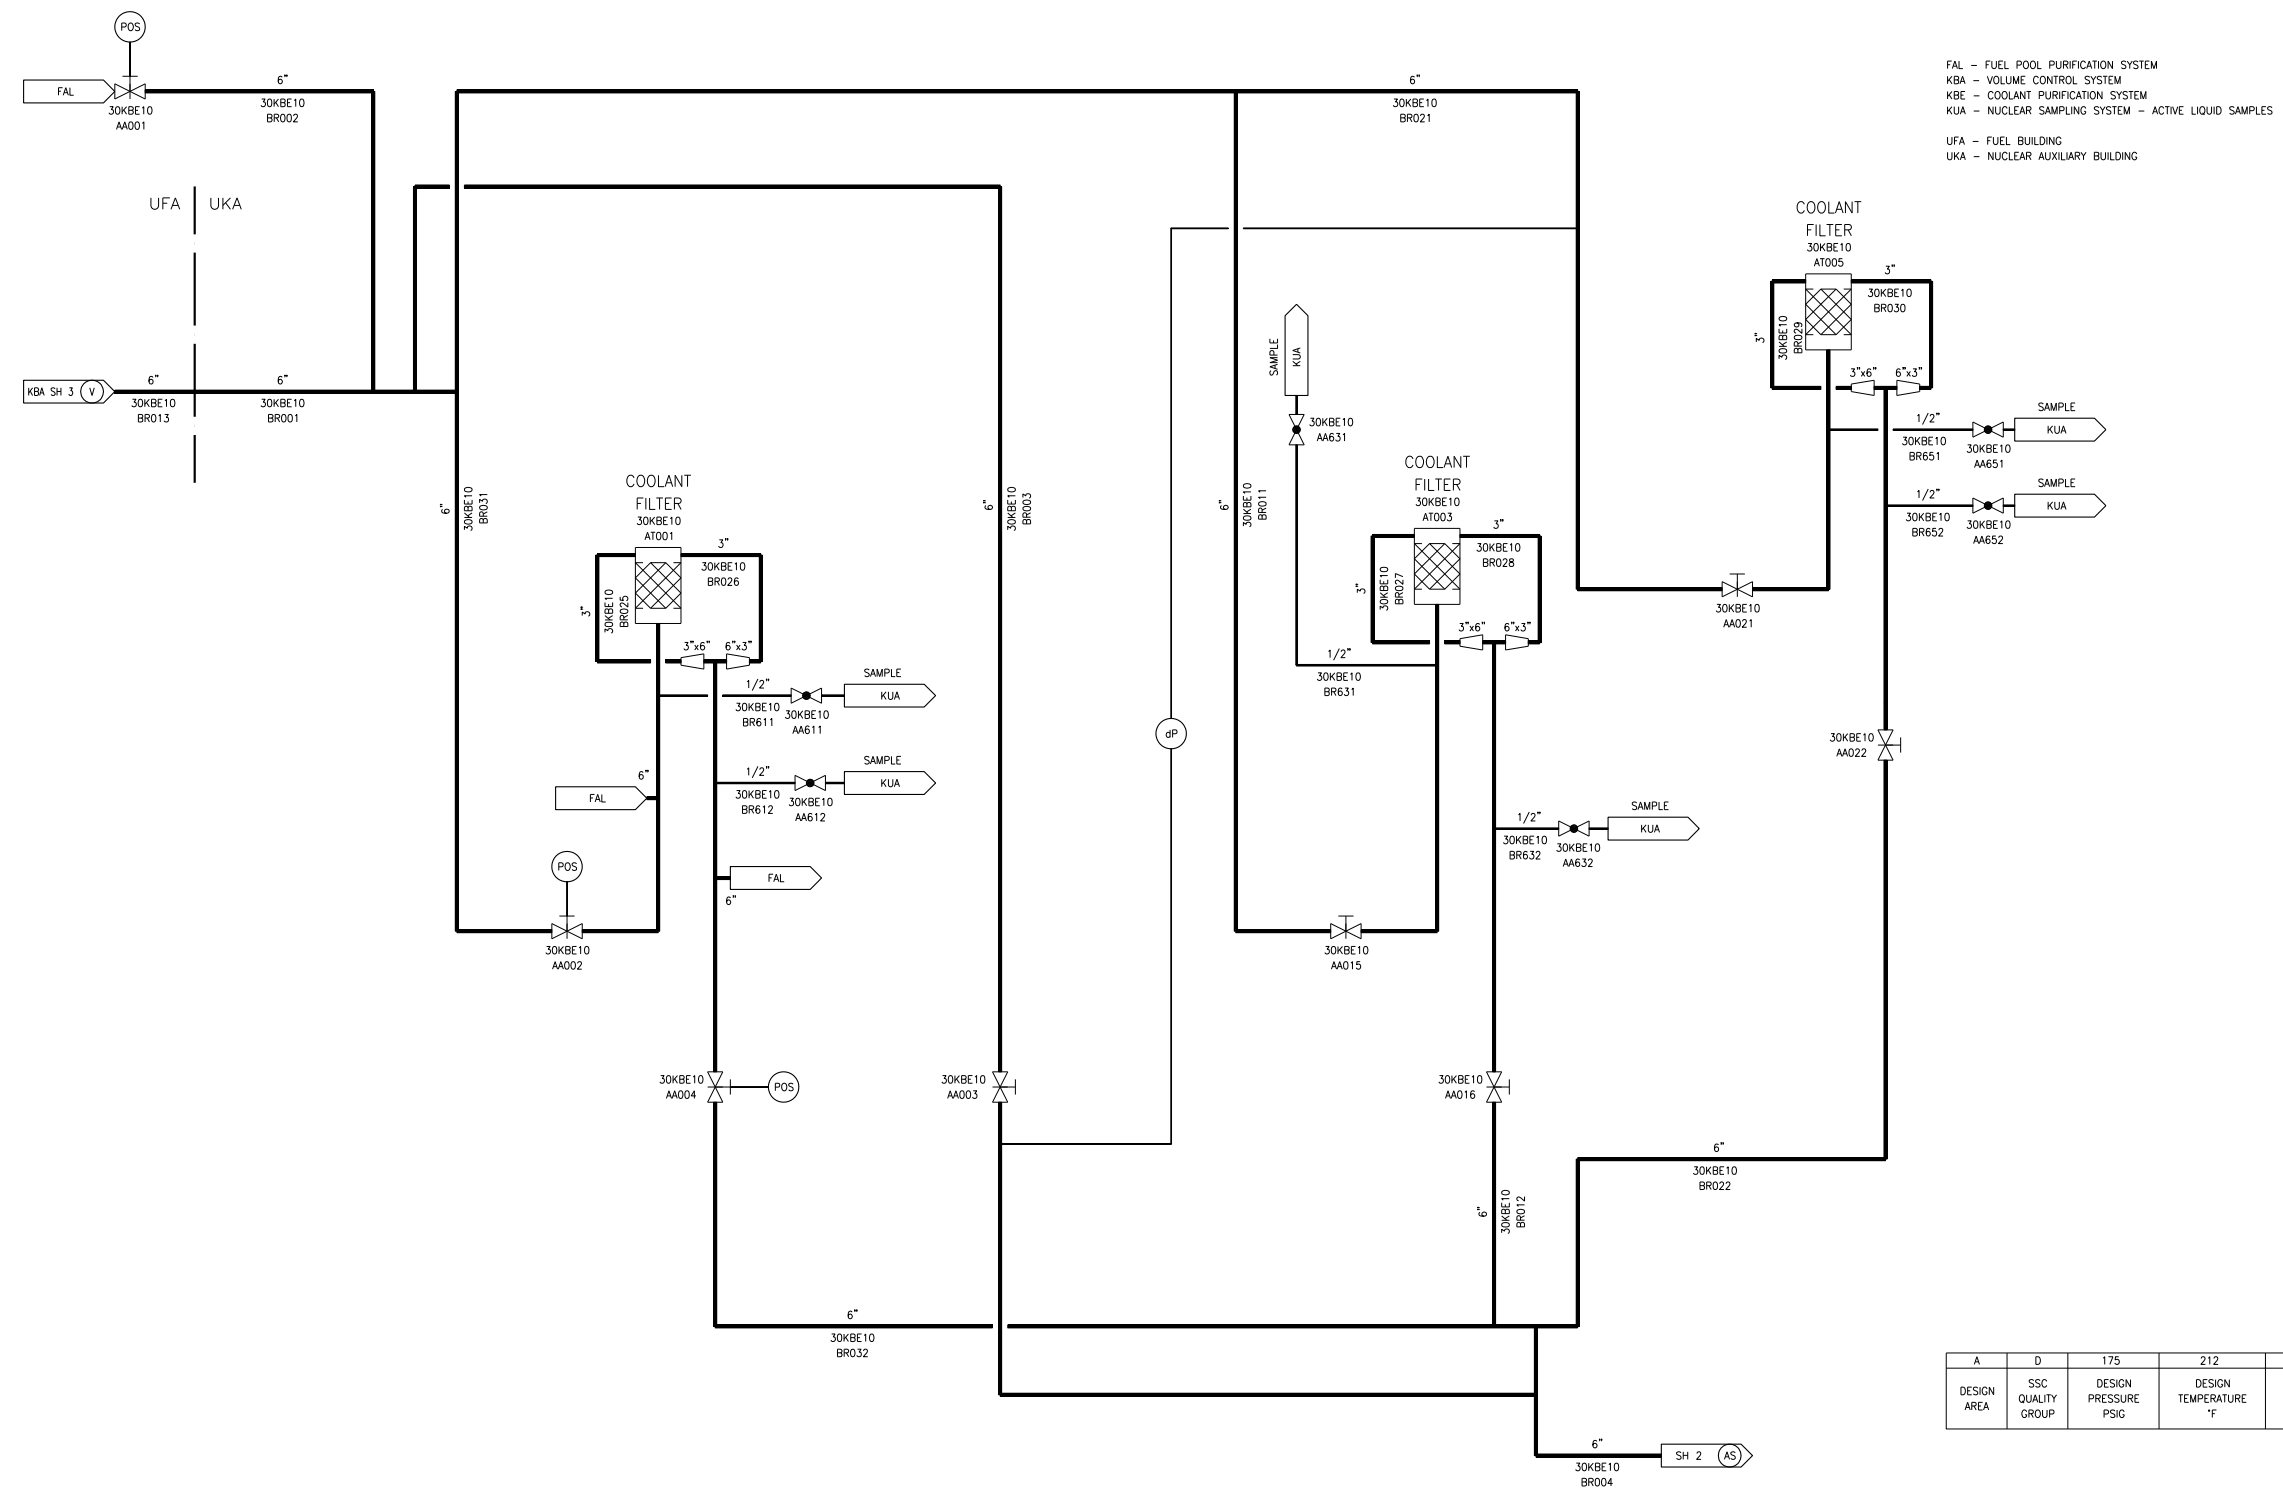 POS
FAL
30KBE10
AA001
6"
30KBE10
BR002
6"
30KBE10
BR021
FAL – FUEL POOL PURIFICATION SYSTEM
KBA – VOLUME CONTROL SYSTEM
KBE – COOLANT PURIFICATION SYSTEM
KUA – NUCLEAR SAMPLING SYSTEM – ACTIVE LIQUID SAMPLES
UFA – FUEL BUILDING
UKA – NUCLEAR AUXILIARY BUILDING
UFA
UKA
KBA SH 3 V
6"
30KBE10
BR013
6"
30KBE10
BR001
6"
30KBE10
BR031
COOLANT
FILTER
30KBE10
AT001
3"
30KBE10
BR026
3"
30KBE10
BR025
3"x6"
6"x3"
SAMPLE
1/2"
KUA
30KBE10
BR611
30KBE10
AA611
SAMPLE
1/2"
KUA
30KBE10
BR612
30KBE10
AA612
6"
FAL
FAL
6"
POS
30KBE10
AA002
30KBE10
AA004
POS
6"
30KBE10
BR003
30KBE10
AA003
dP
6"
30KBE10
BR011
SAMPLE
KUA
30KBE10
AA631
1/2"
30KBE10
BR631
COOLANT
FILTER
30KBE10
AT003
3"
30KBE10
BR028
3"
30KBE10
BR027
3"x6"
6"x3"
SAMPLE
1/2"
KUA
30KBE10
BR632
30KBE10
AA632
30KBE10
AA015
30KBE10
AA016
6"
30KBE10
BR012
COOLANT
FILTER
30KBE10
AT005
3"
30KBE10
BR030
3"
30KBE10
BR029
3"x6"
6"x3"
SAMPLE
1/2"
KUA
30KBE10
BR651
30KBE10
AA651
SAMPLE
1/2"
KUA
30KBE10
BR652
30KBE10
AA652
30KBE10
AA021
30KBE10
AA022
6"
30KBE10
BR022
6"
30KBE10
BR032
6"
30KBE10
BR004
SH 2 AS
A D 175 212
DESIGN
AREA
SSC
QUALITY
GROUP
DESIGN
PRESSURE
PSIG
DESIGN
TEMPERATURE
°F